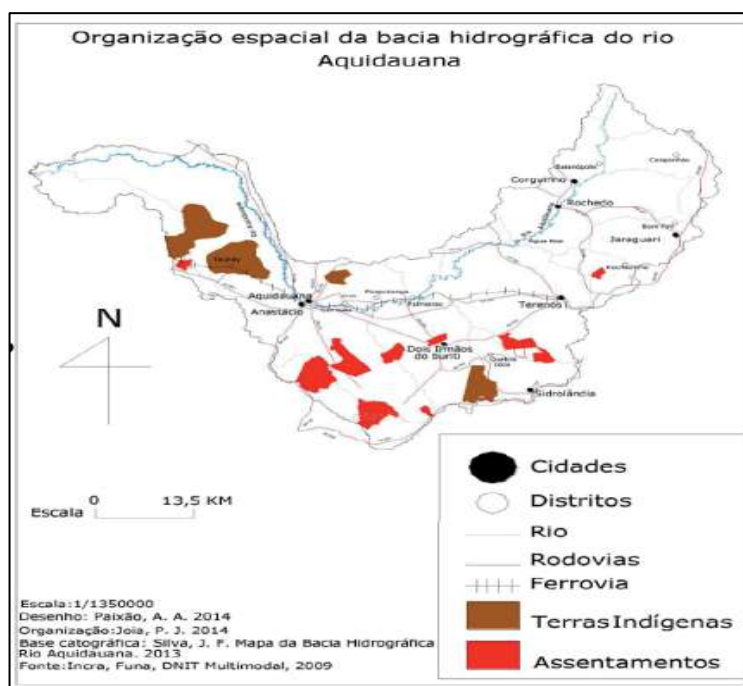 Organização espacial da bacia hidrográfica do rio
Aquidauana
Corguinho
Rochedo
Jaraguari
Aquidauana
Anastácio
Terenos
Dois Irmãos
do buriti
Sidrolândia
N
0 13,5 KM
Escala
Cidades
Distritos
Rio
Rodovias
Ferrovia
Terras Indígenas
Assentamentos
Escala:1/1350000
Desenho: Paixão, A. A. 2014
Organização:Joia, P. J. 2014
Base catográfica: Silva, J. F. Mapa da Bacia Hidrográfica
Rio Aquidauana. 2013
Fonte:Incra, Funa, DNIT Multimodal, 2009